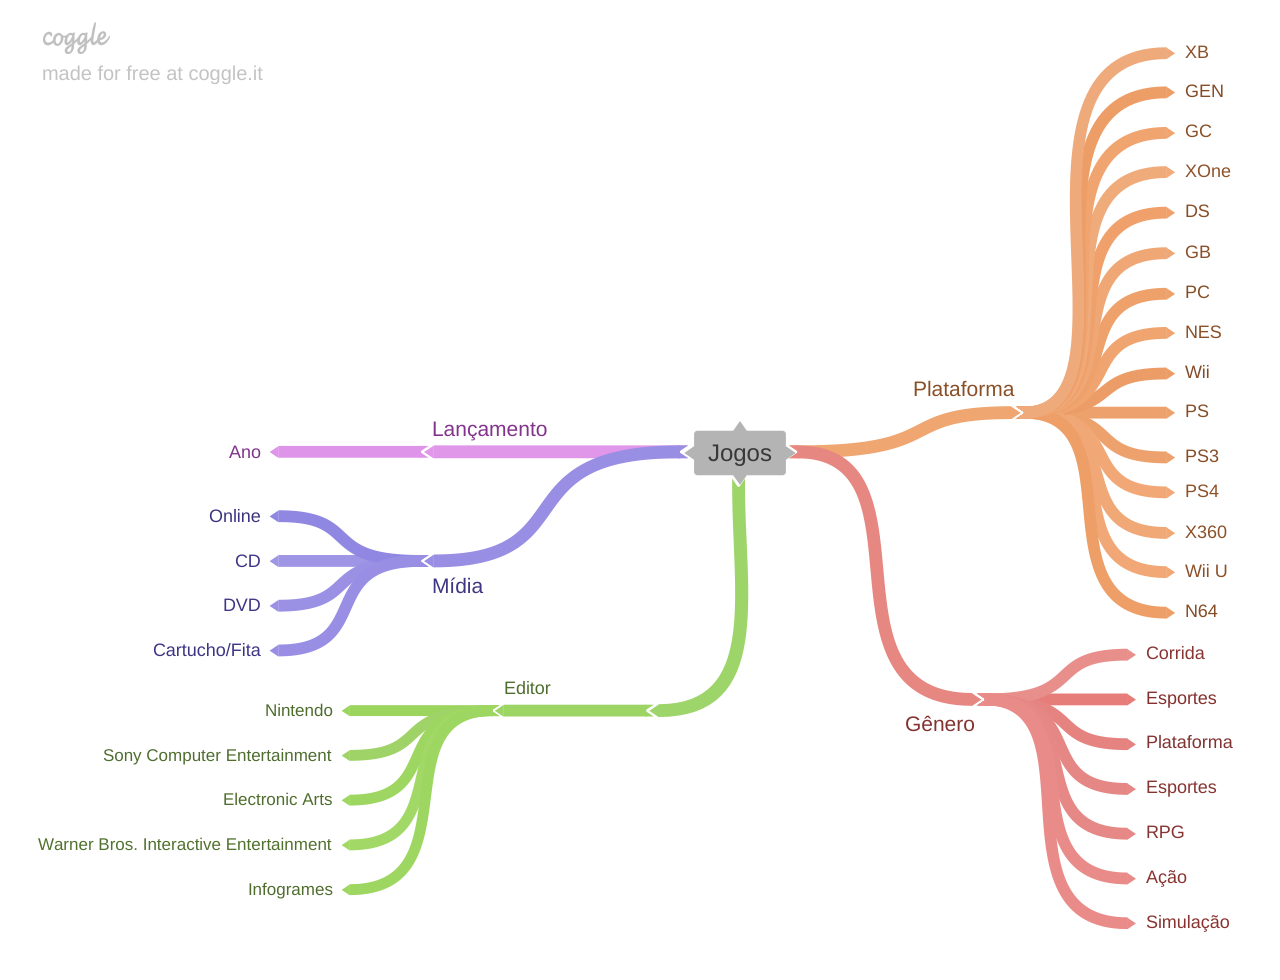 coggle
made for free at coggle.it
Jogos
Plataforma
XB
GEN
GC
XOne
DS
GB
PC
NES
Wii
PS
PS3
PS4
X360
Wii U
N64
Gênero
Corrida
Esportes
Plataforma
Esportes
RPG
Ação
Simulação
Lançamento
Ano
Mídia
Online
CD
DVD
Cartucho/Fita
Editor
Nintendo
Sony Computer Entertainment
Electronic Arts
Warner Bros. Interactive Entertainment
Infogrames